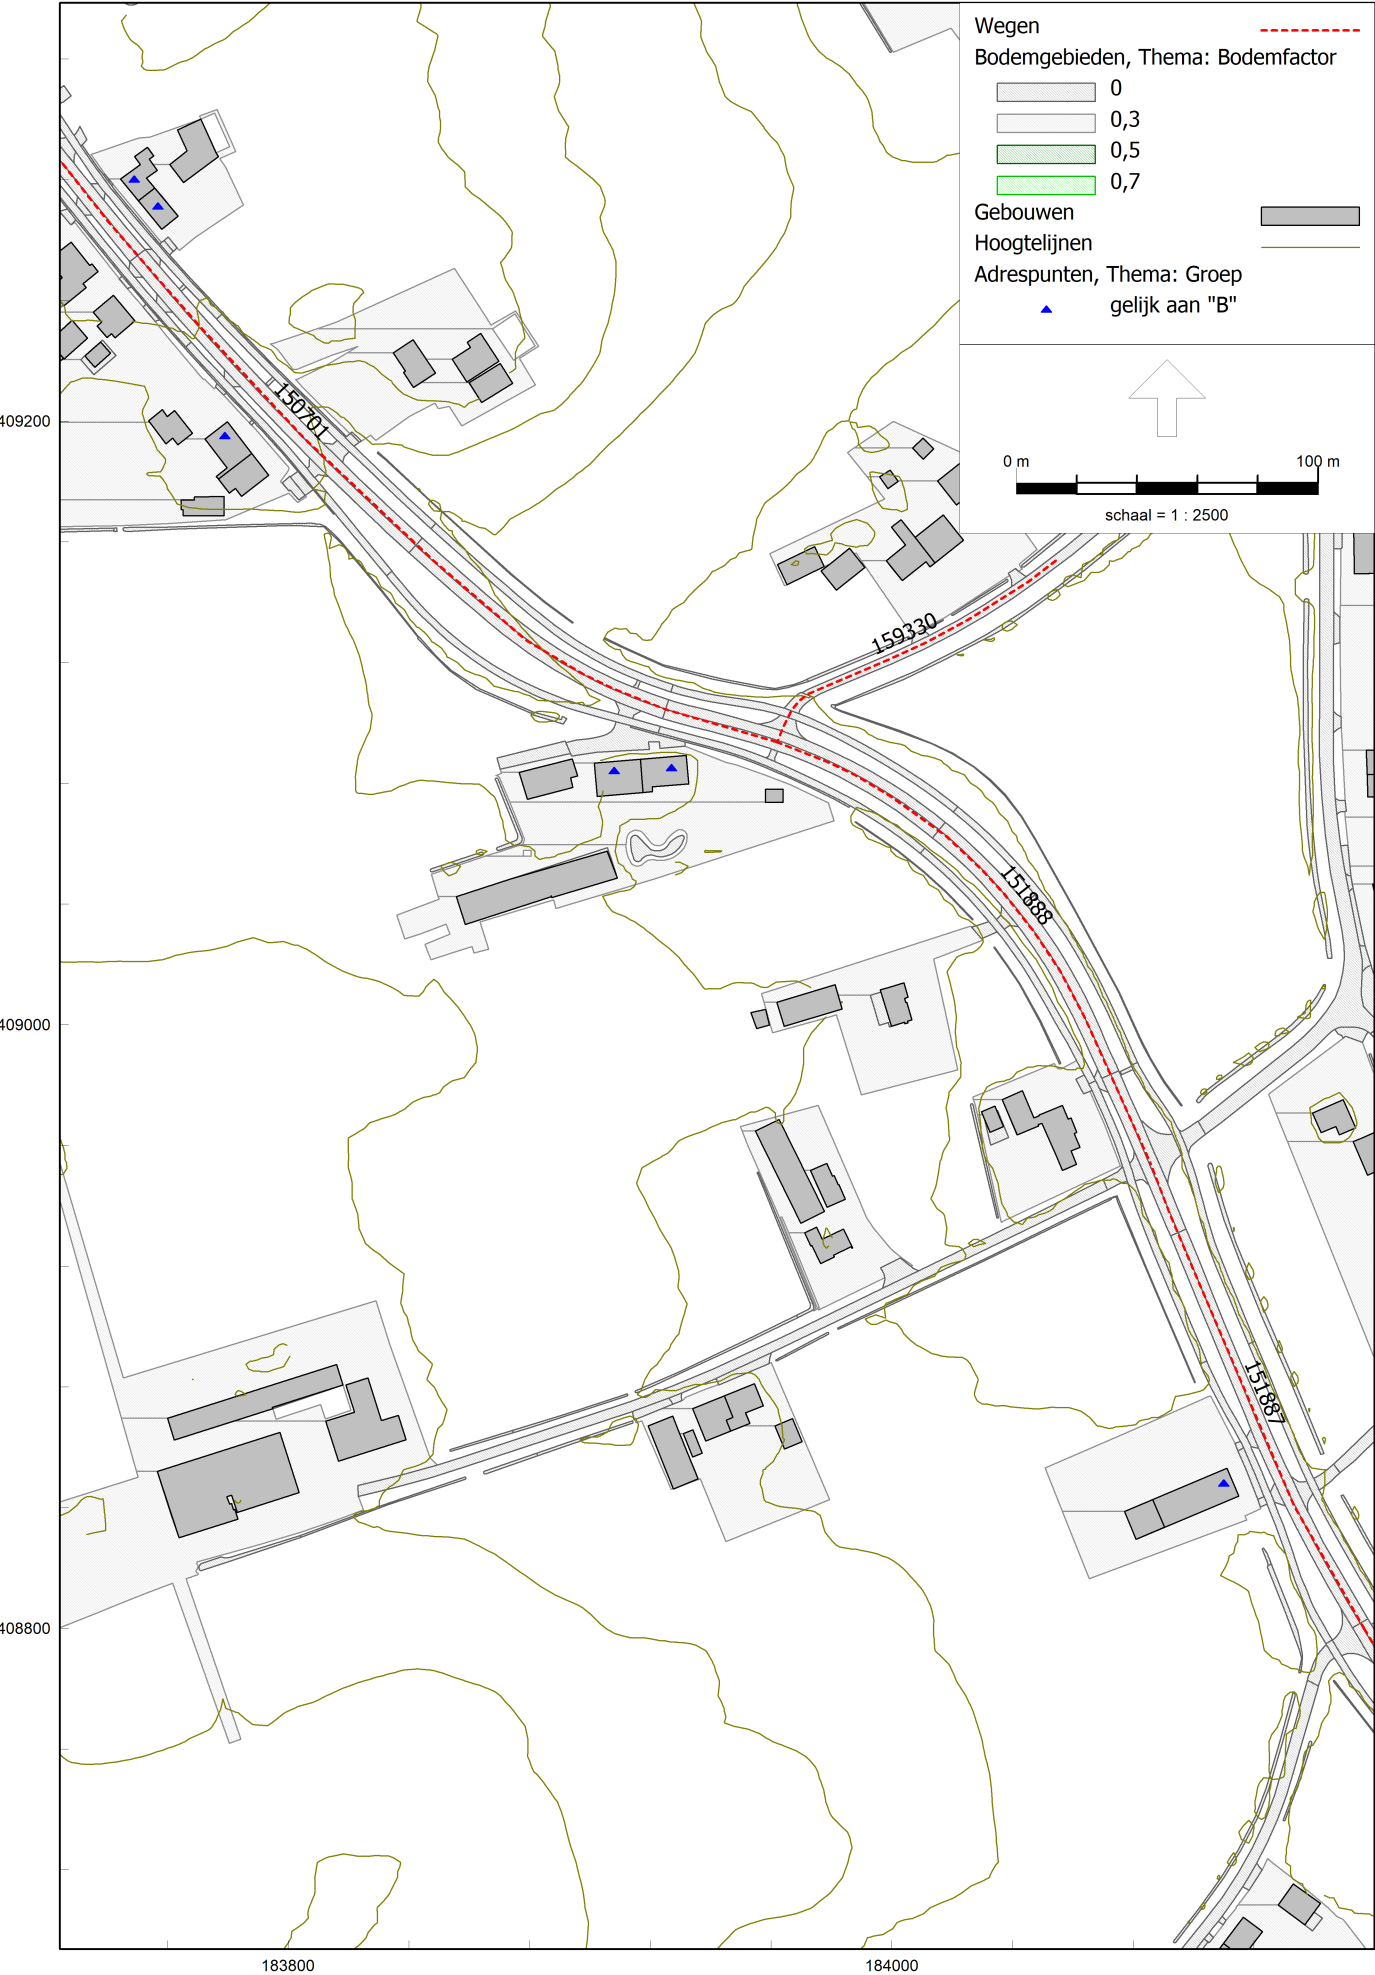 Wegen
Bodemgebieden, Thema: Bodemfactor
0
0,3
0,5
0,7
Gebouwen
Hoogtelijnen
Adrespunten, Thema: Groep
gelijk aan "B"
0 m 100 m
schaal = 1 : 2500
150701
409200
159330
151888
409000
151887
408800
183800 184000